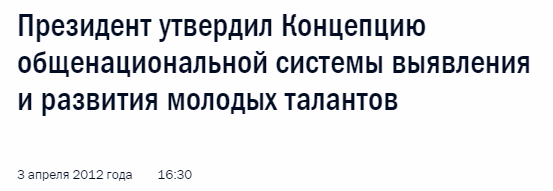 Президент утвердил Концепцию
общенациональной системы выявления
и развития молодых талантов
3 апреля 2012 года 16:30